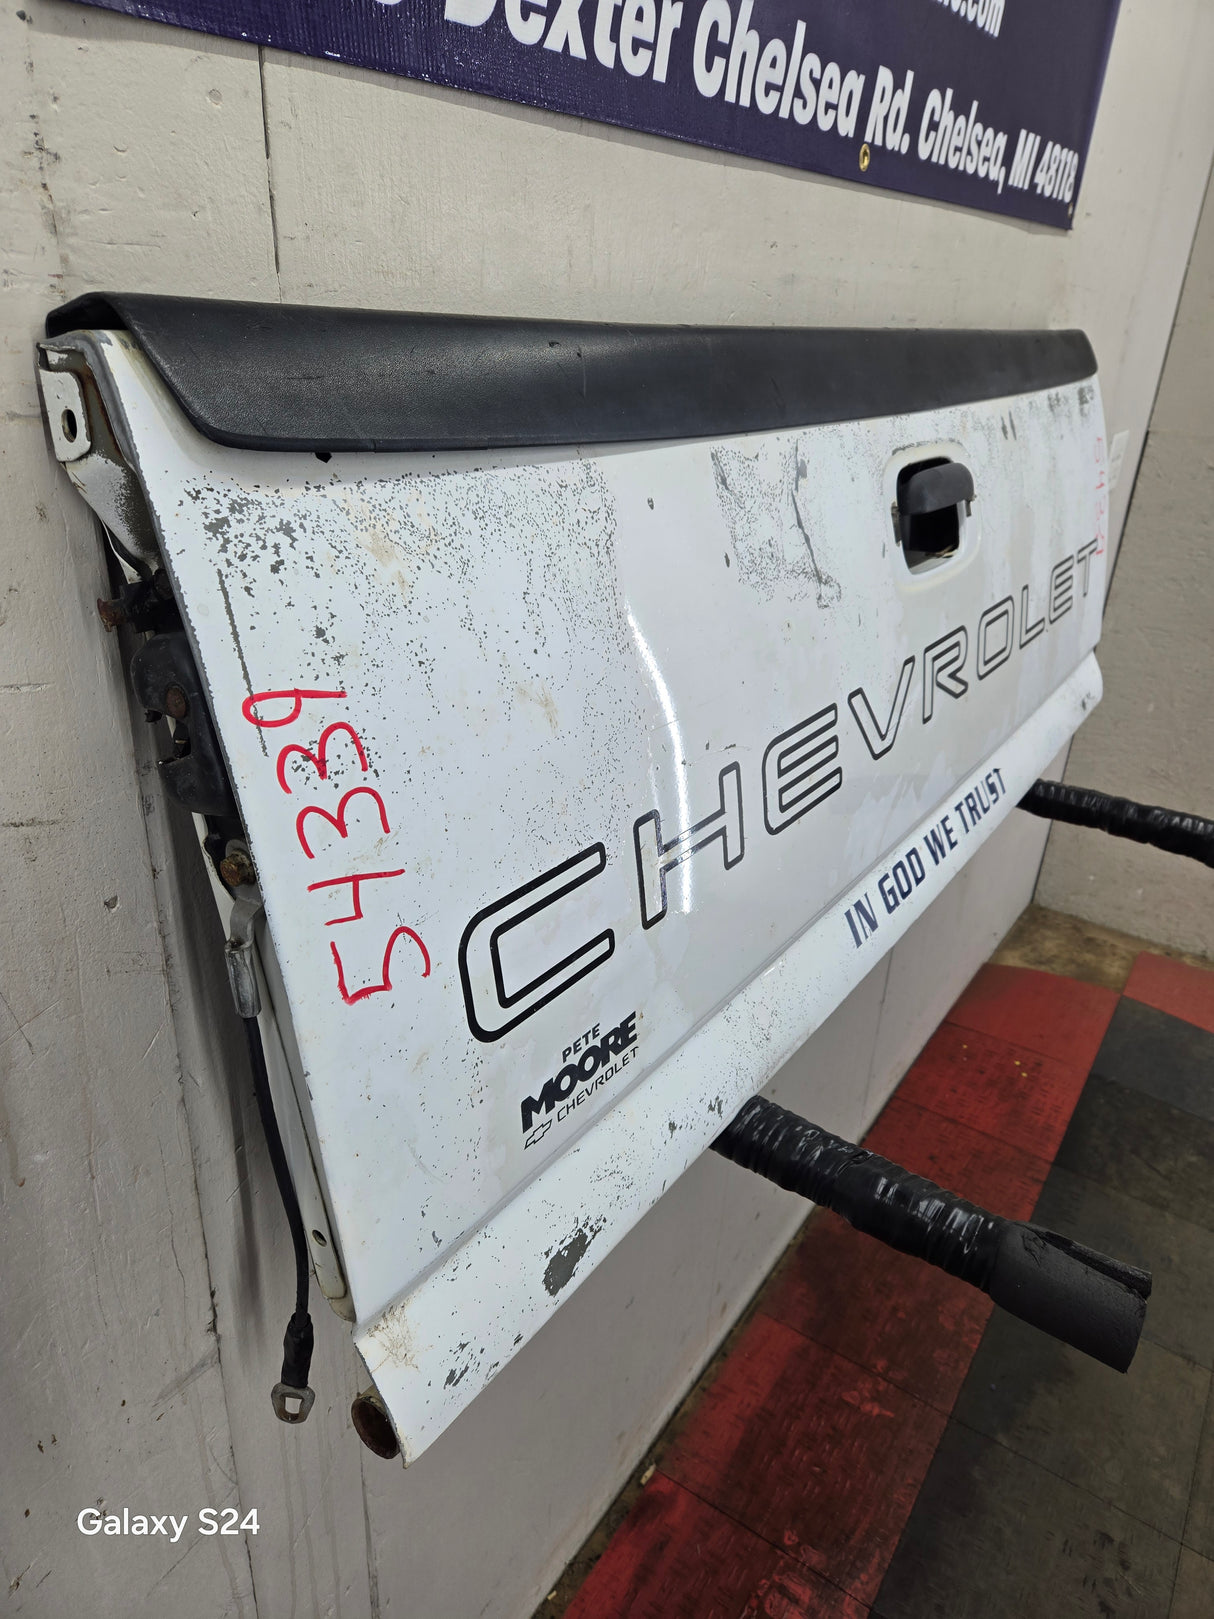 Dexter Chelsea Rd. Chelsea, MI 48118
CHEVROLET
54339
IN GOD WE TRUST
PETE
MOORE
CHEVROLET
Galaxy S24